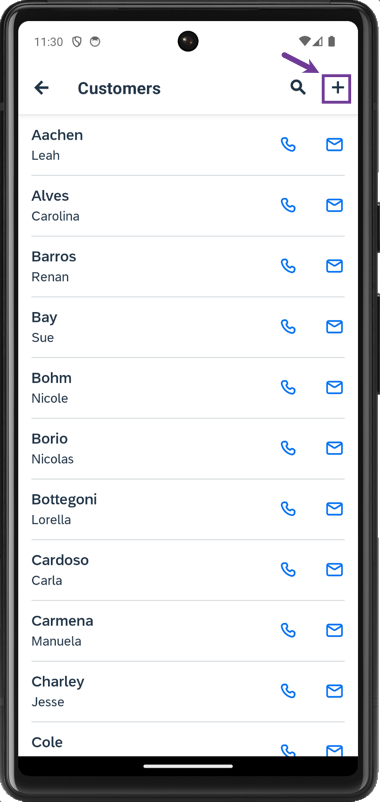 11:30
Customers
Aachen
Leah
Alves
Carolina
Barros
Renan
Bay
Sue
Bohm
Nicole
Borio
Nicolas
Bottegoni
Lorella
Cardoso
Carla
Carmena
Manuela
Charley
Jesse
Cole